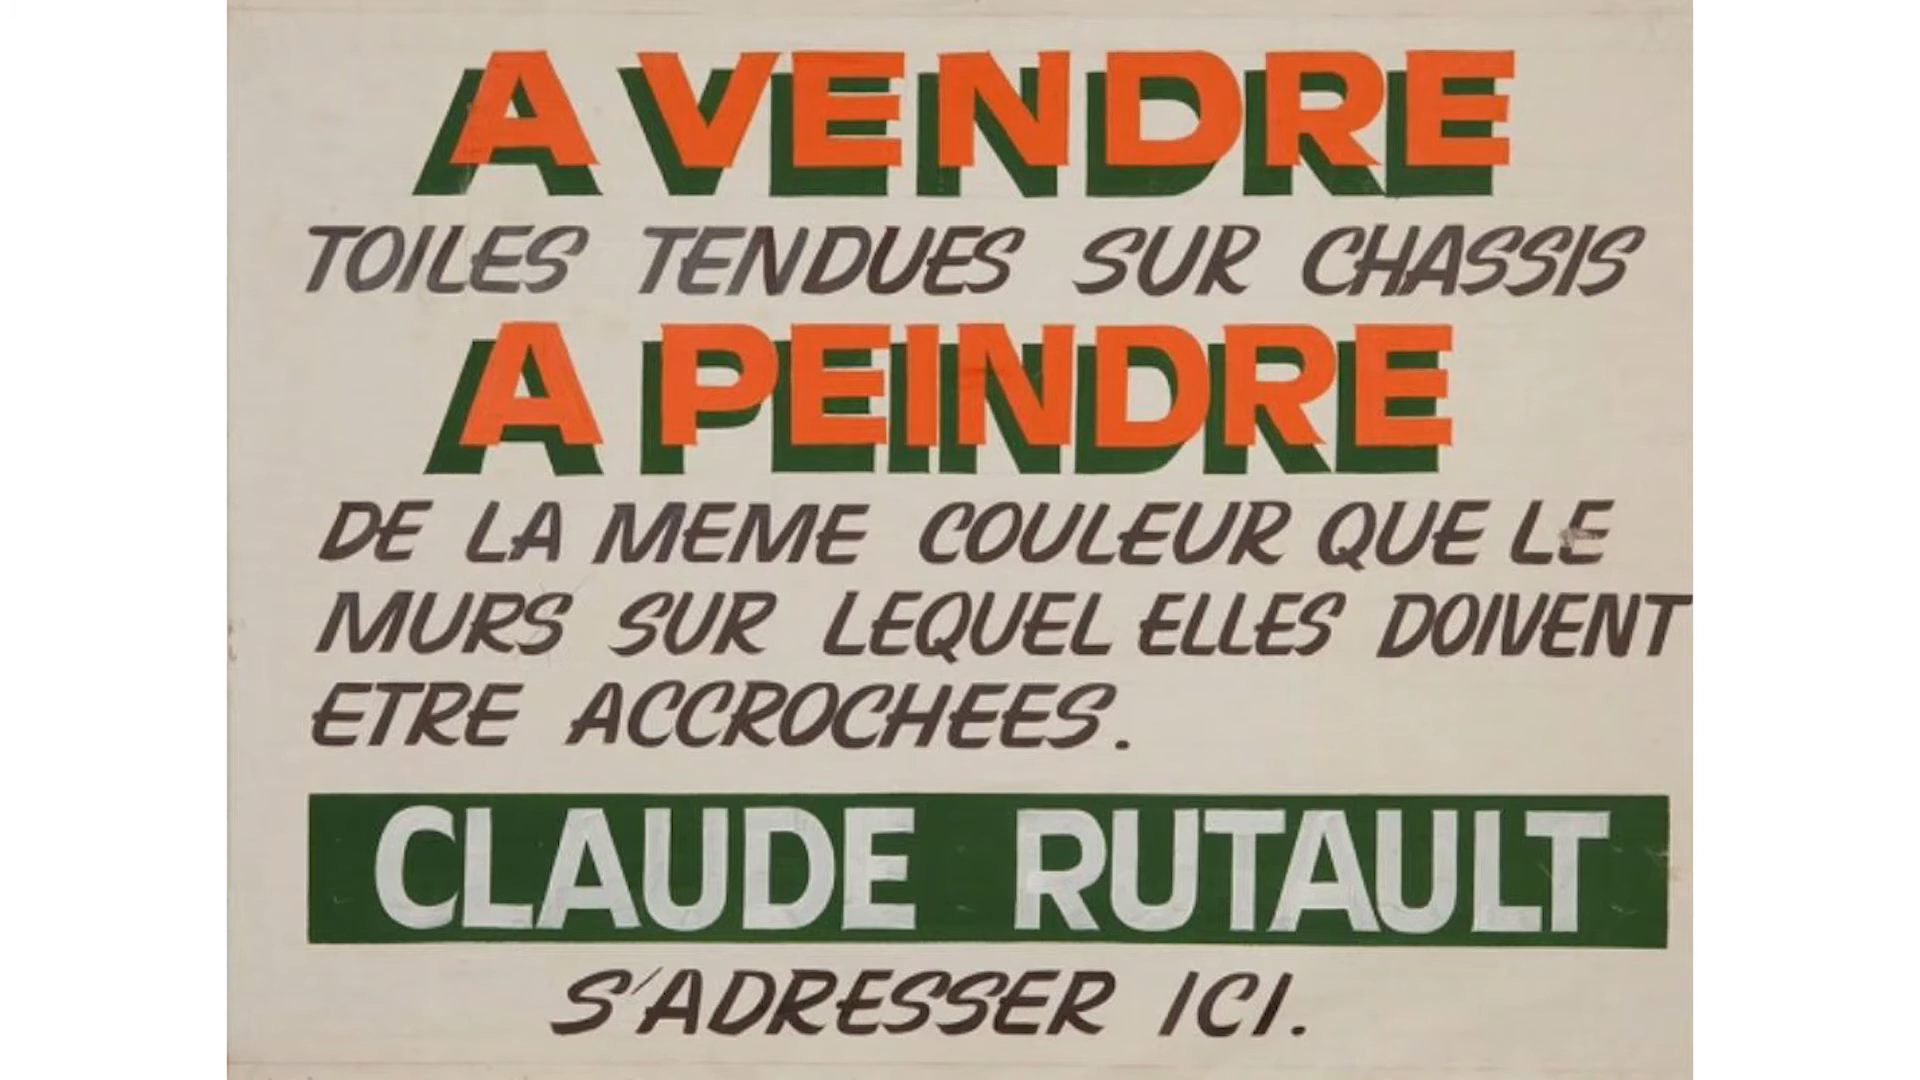 A VENDRE
TOILES TENDUES SUR CHASSIS
A PEINDRE
DE LA MEME COULEUR QUE LE
MURS SUR LEQUEL ELLES DOIVENT
ETRE ACCROCHEES.
CLAUDE RUTAULT
S'ADRESSER ICI.